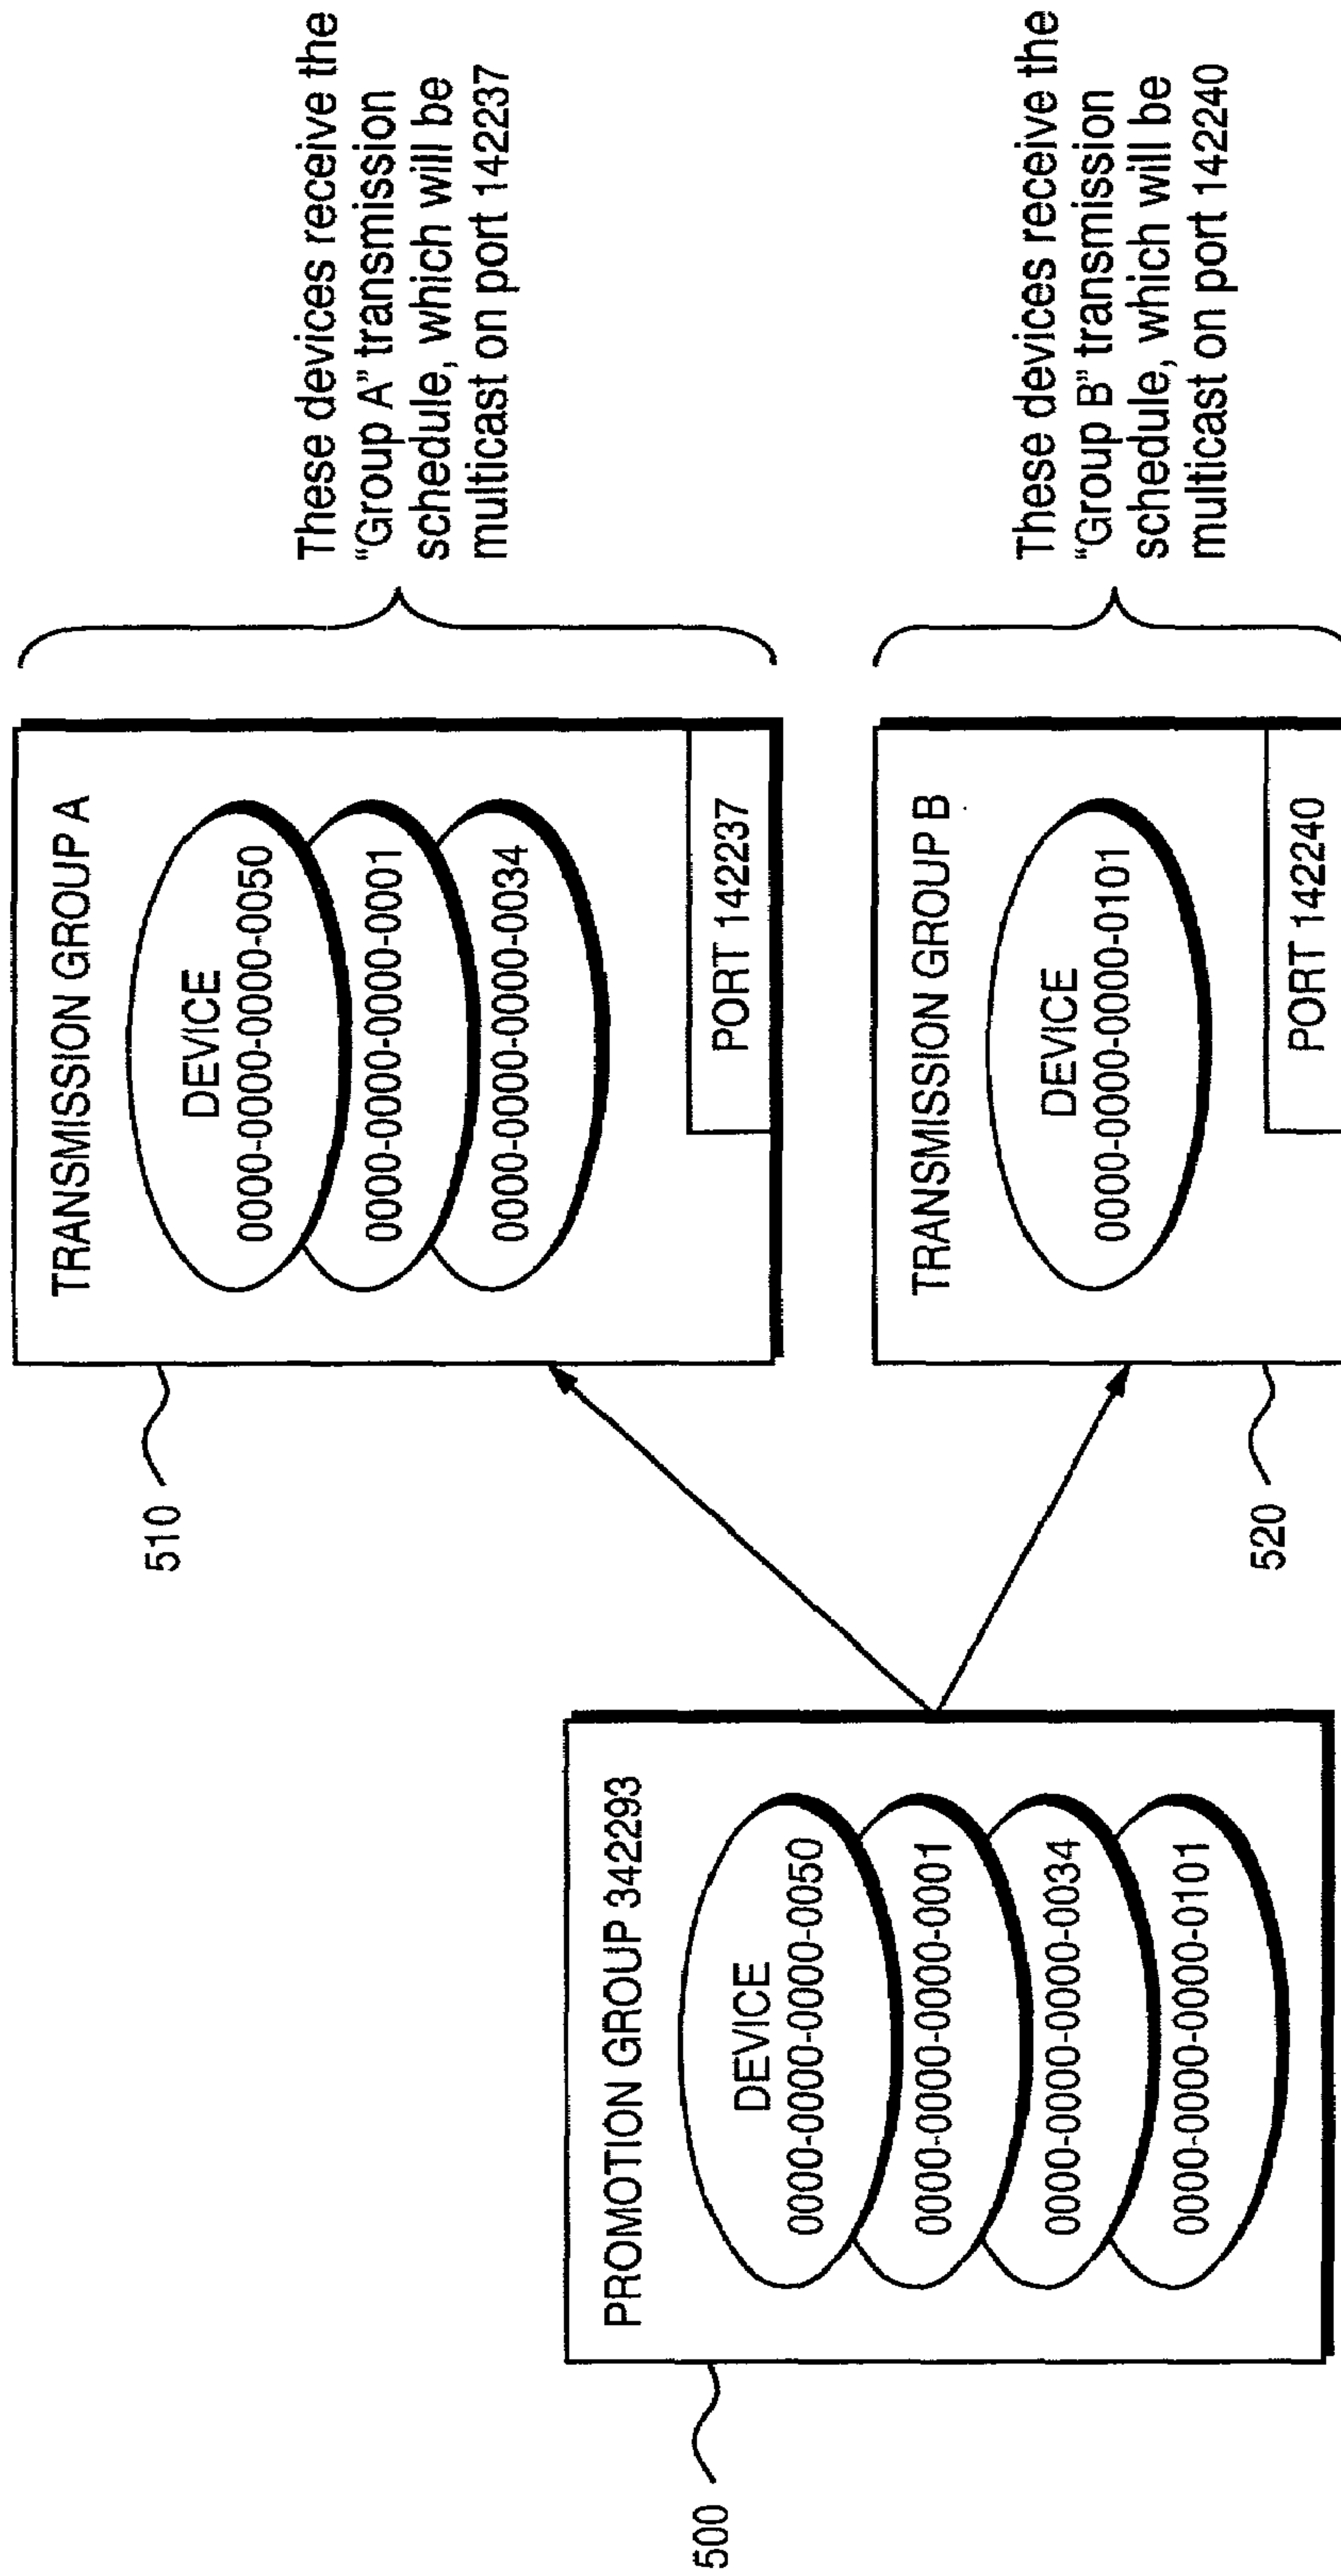 500
PROMOTION GROUP 342293
DEVICE
0000-0000-0000-0050
0000-0000-0000-0001
0000-0000-0000-0034
0000-0000-0000-0101
510
TRANSMISSION GROUP A
DEVICE
0000-0000-0000-0050
0000-0000-0000-0001
0000-0000-0000-0034
PORT 142237
These devices receive the
“Group A” transmission
schedule, which will be
multicast on port 142237
520
TRANSMISSION GROUP B
DEVICE
0000-0000-0000-0101
PORT 142240
These devices receive the
“Group B” transmission
schedule, which will be
multicast on port 142240